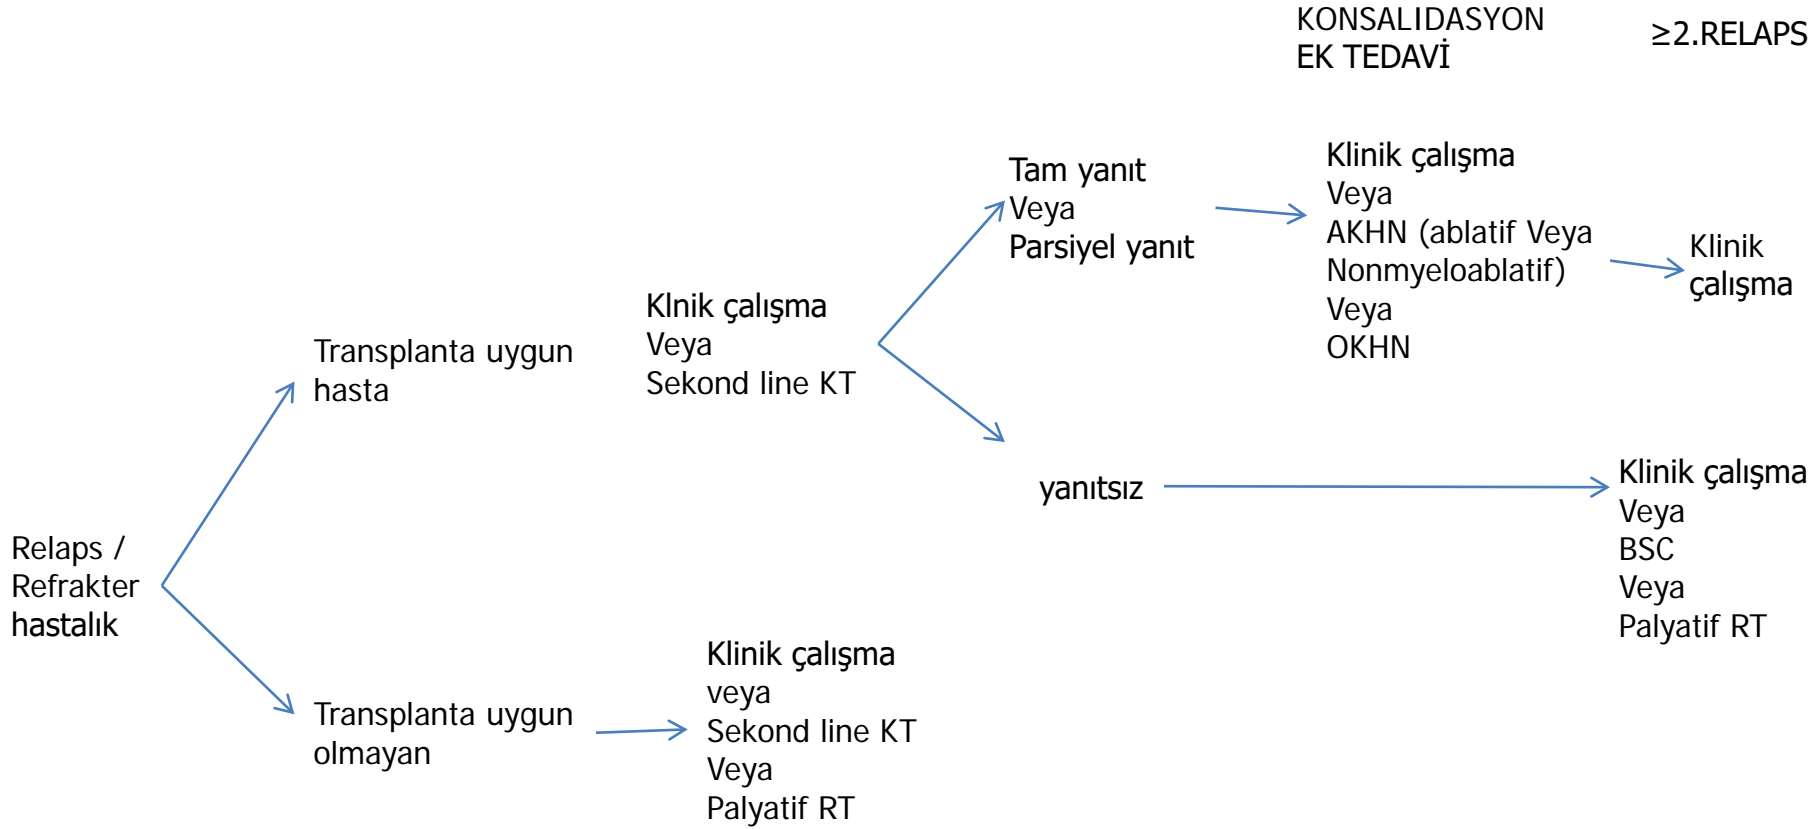 KONSALIDASYON
EK TEDAVİ
≥2.RELAPS
Relaps /
Refrakter
hastalık
Transplanta uygun
hasta
Klnik çalışma
Veya
Sekond line KT
Tam yanıt
Veya
Parsiyel yanıt
Klinik çalışma
Veya
AKHN (ablatif Veya
Nonmyeloablatif)
Veya
OKHN
Klinik
çalışma
yanıtsız
Klinik çalışma
Veya
BSC
Veya
Palyatif RT
Transplanta uygun
olmayan
Klinik çalışma
veya
Sekond line KT
Veya
Palyatif RT